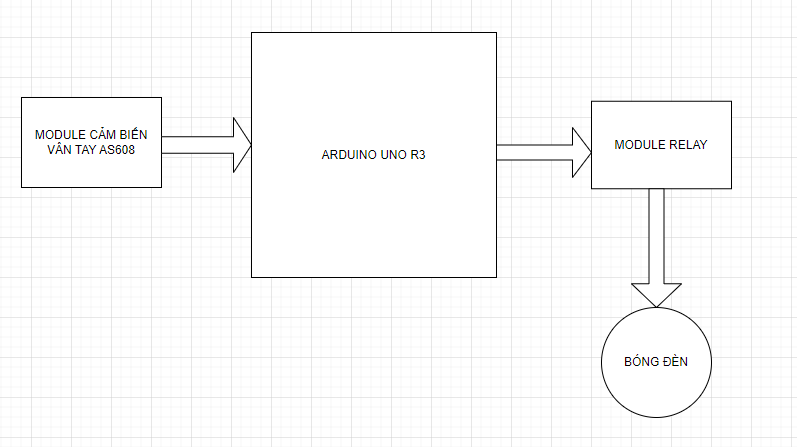 MODULE CẢM BIẾN
VÂN TAY AS608
ARDUINO UNO R3
MODULE RELAY
BÓNG ĐÈN